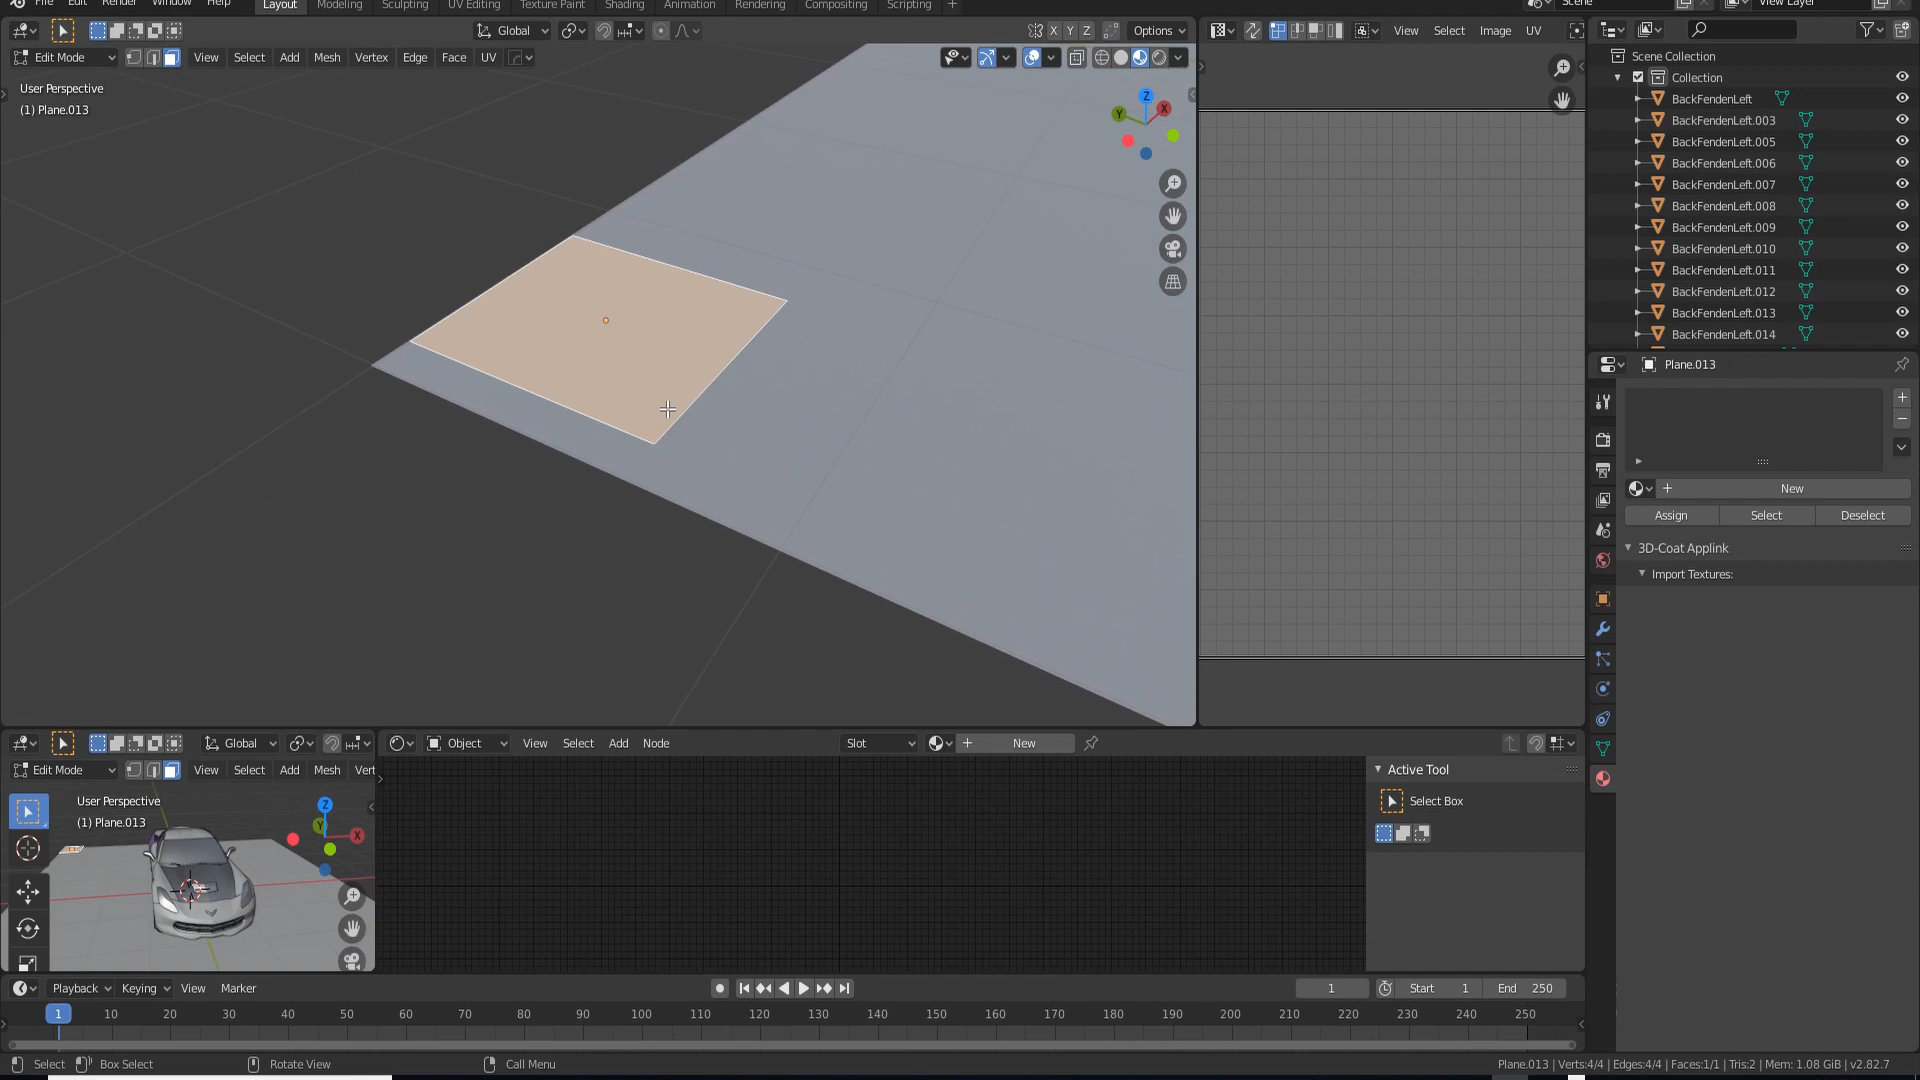 File Edit Render Window Help Layout Modeling Sculpting UV Editing Texture Paint Shading Animation Rendering Compositing Scripting + Scene View Layer
Global X Y Z Options View Select Image UV
Edit Mode View Select Add Mesh Vertex Edge Face UV
User Perspective
(1) Plane.013
Z
Y
X
Scene Collection
Collection
BackFendenLeft
BackFendenLeft.003
BackFendenLeft.005
BackFendenLeft.006
BackFendenLeft.007
BackFendenLeft.008
BackFendenLeft.009
BackFendenLeft.010
BackFendenLeft.011
BackFendenLeft.012
BackFendenLeft.013
BackFendenLeft.014
Plane.013
+ New
Assign Select Deselect
3D-Coat Applink
Import Textures:
Global Object View Select Add Node Slot + New
Edit Mode View Select Add Mesh Vert
User Perspective
(1) Plane.013
Z
Y
X
Active Tool
Select Box
Playback Keying View Marker 1 Start 1 End 250
1 10 20 30 40 50 60 70 80 90 100 110 120 130 140 150 160 170 180 190 200 210 220 230 240 250
Select Box Select Rotate View Call Menu Plane.013 | Verts:4/4 | Edges:4/4 | Faces:1/1 | Tris:2 | Mem: 1.08 GiB | v2.82.7